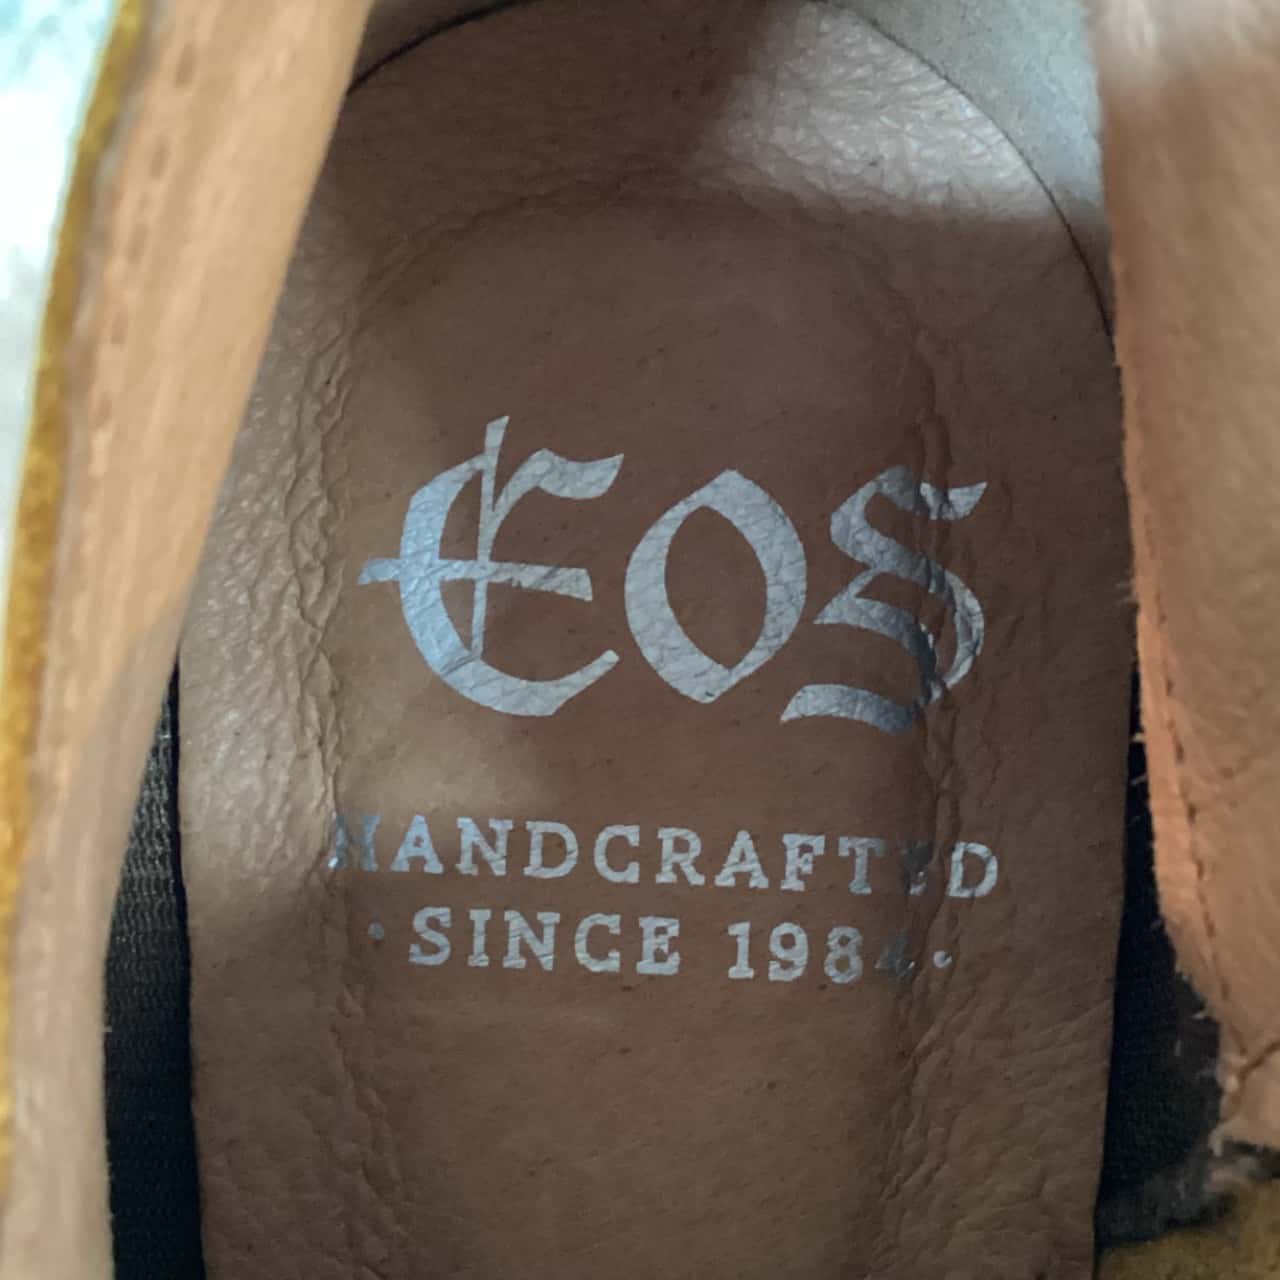 EOS
HANDCRAFTED
· SINCE 1984 ·